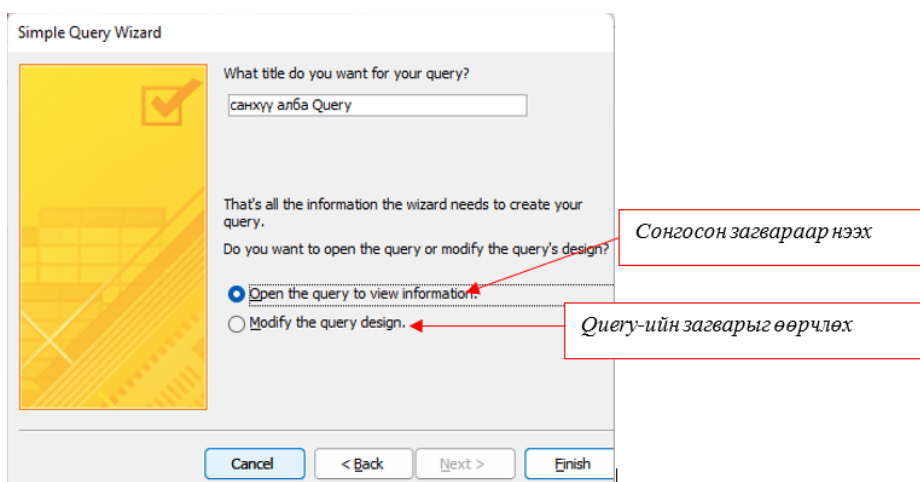 Simple Query Wizard
What title do you want for your query?
санхүү алба Query
That's all the information the wizard needs to create your
query.
Do you want to open the query or modify the query's design?
Open the query to view information.
Modify the query design.
Сонгосон загвараар нээх
Query-ийн загварыг өөрчлөх
Cancel
< Back
Next >
Finish